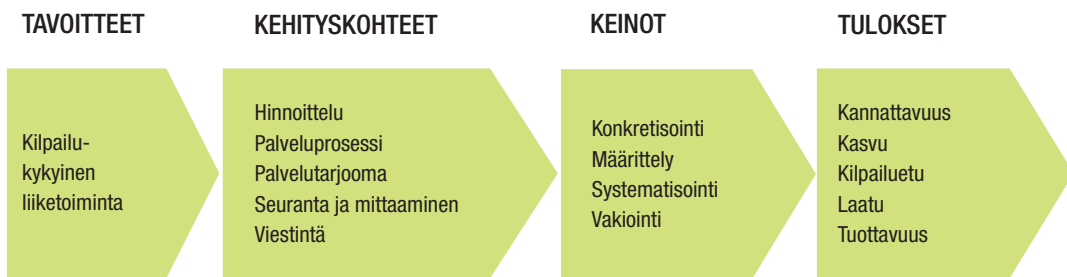 TAVOITTEET
Kilpailu-
kykyinen
liiketoiminta
KEHITYSKOHTEET
Hinnoittelu
Palveluprosessi
Palvelutarjooma
Seuranta ja mittaaminen
Viestintä
KEINOT
Konkretisointi
Määrittely
Systematisointi
Vakiointi
TULOKSET
Kannattavuus
Kasvu
Kilpailuetu
Laatu
Tuottavuus